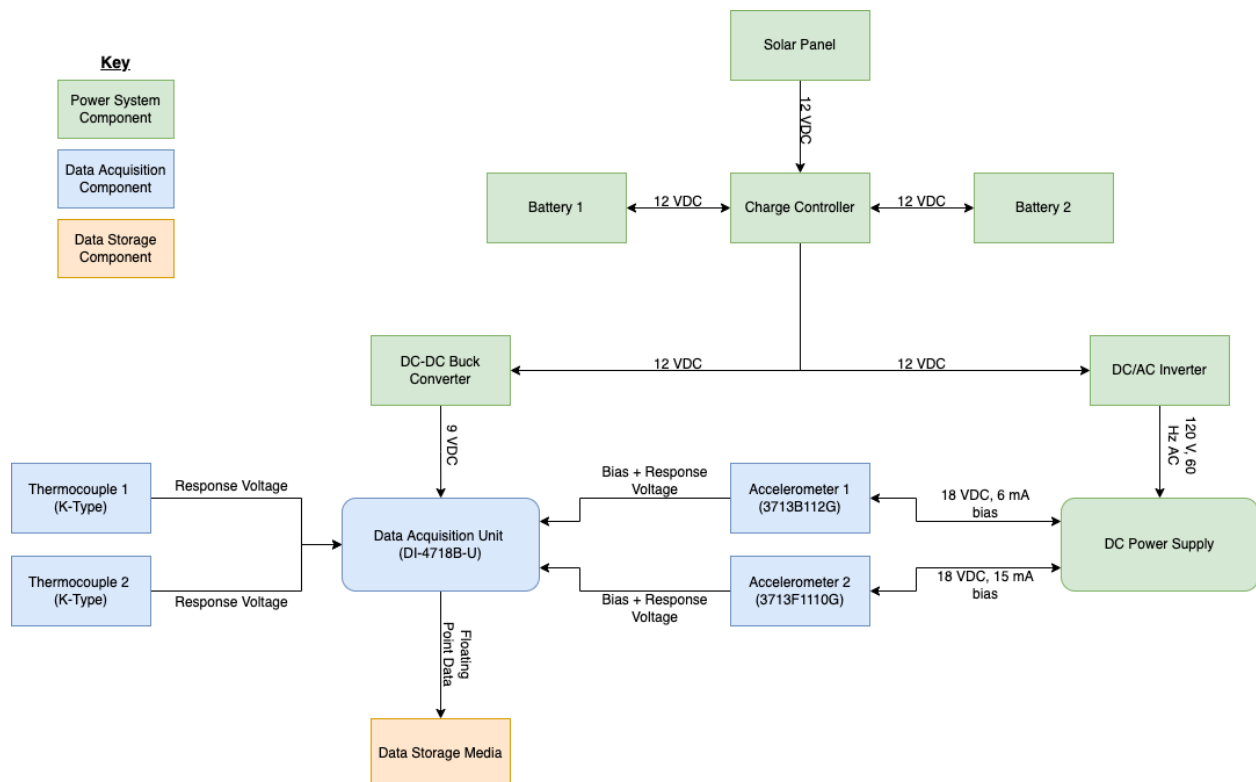 Solar Panel
Key
Power System
Component
12 VDC
Data Acquisition
Component
Battery 1
12 VDC
Charge Controller
12 VDC
Battery 2
Data Storage
Component
DC-DC Buck
Converter
12 VDC
12 VDC
DC/AC Inverter
9 VDC
120 V, 60
Hz AC
Thermocouple 1
(K-Type)
Response Voltage
Bias + Response
Voltage
Accelerometer 1
(3713B112G)
18 VDC, 6 mA
bias
Data Acquisition Unit
(DI-4718B-U)
DC Power Supply
Thermocouple 2
(K-Type)
Response Voltage
Bias + Response
Voltage
Accelerometer 2
(3713F1110G)
18 VDC, 15 mA
bias
Floating
Point Data
Data Storage Media